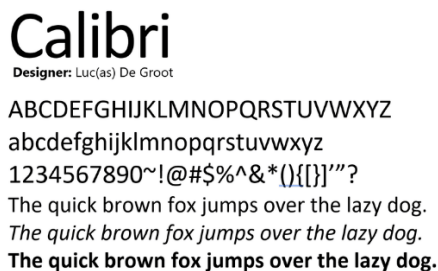 Calibri
Designer: Luc(as) De Groot
ABCDEFGHIJKLMNOPQRSTUVWXYZ
abcdefghijklmnopqrstuvwxyz
1234567890~!@#$%^&*(){[}]’”?
The quick brown fox jumps over the lazy dog.
The quick brown fox jumps over the lazy dog.
The quick brown fox jumps over the lazy dog.